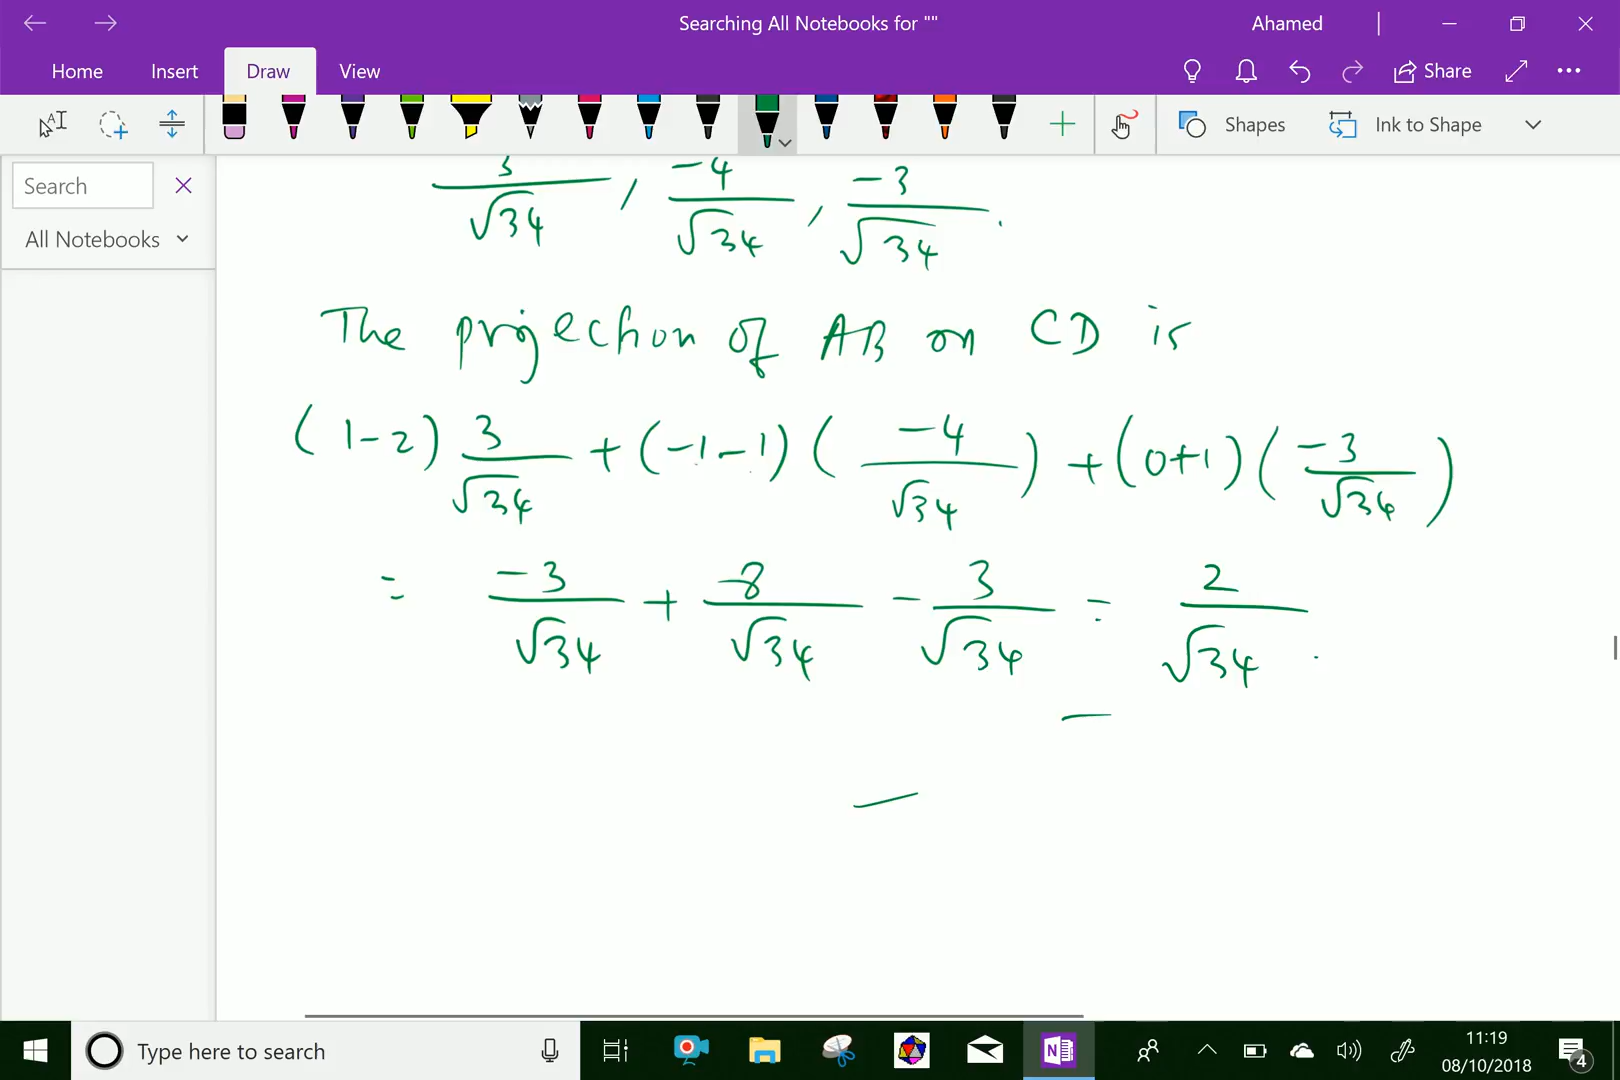 Searching All Notebooks for ""
Ahamed
Home Insert Draw View
Share
Shapes
Ink to Shape
Search
All Notebooks
3/√34 , -4/√34 , -3/√34 .
The projection of AB on CD is
(1-2) 3/√34 + (-1-1) ( -4/√34 ) + (0+1) ( -3/√34 )
= -3/√34 + 8/√34 - 3/√34 = 2/√34 .
Type here to search
11:19
08/10/2018
4